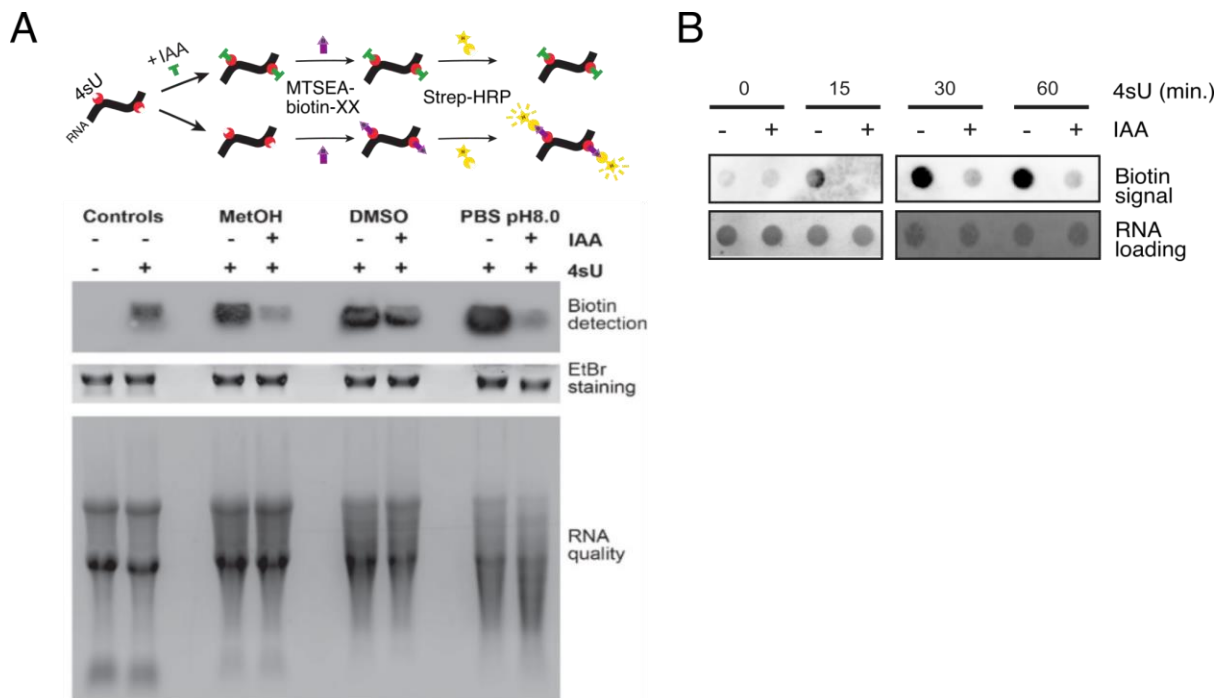 A
+IAA
4sU
RNA
MTSEA-
biotin-XX
Strep-HRP
Controls MetOH DMSO PBS pH8.0
- - - + - + - + IAA
- + + + + + + + 4sU
Biotin
detection
EtBr
staining
RNA
quality
B
0 15 30 60 4sU (min.)
- + - + - + - + IAA
Biotin
signal
RNA
loading